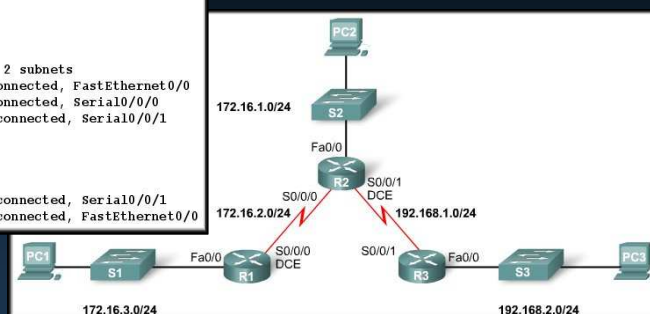 2 subnets
onnected, FastEthernet0/0
onnected, Serial0/0/0
connected, Serial0/0/1
connected, Serial0/0/1
connected, FastEthernet0/0
PC2
172.16.1.0/24
S2
Fa0/0
R2
S0/0/0
S0/0/1
DCE
172.16.2.0/24
192.168.1.0/24
PC1
S1
Fa0/0
R1
S0/0/0
DCE
S0/0/1
R3
Fa0/0
S3
PC3
172.16.3.0/24
192.168.2.0/24